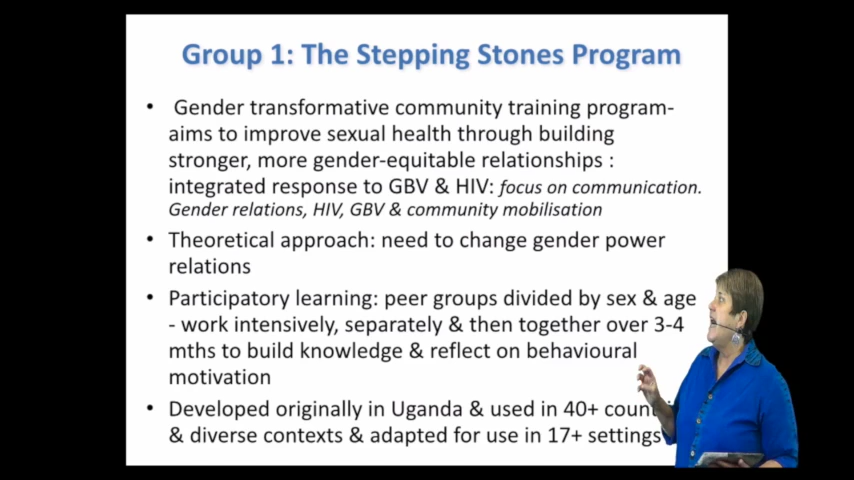 Group 1: The Stepping Stones Program
• Gender transformative community training program-
aims to improve sexual health through building
stronger, more gender-equitable relationships :
integrated response to GBV & HIV: focus on communication.
Gender relations, HIV, GBV & community mobilisation
• Theoretical approach: need to change gender power
relations
• Participatory learning: peer groups divided by sex & age
- work intensively, separately & then together over 3-4
mths to build knowledge & reflect on behavioural
motivation
• Developed originally in Uganda & used in 40+
& diverse contexts & adapted for use in 17+ settings